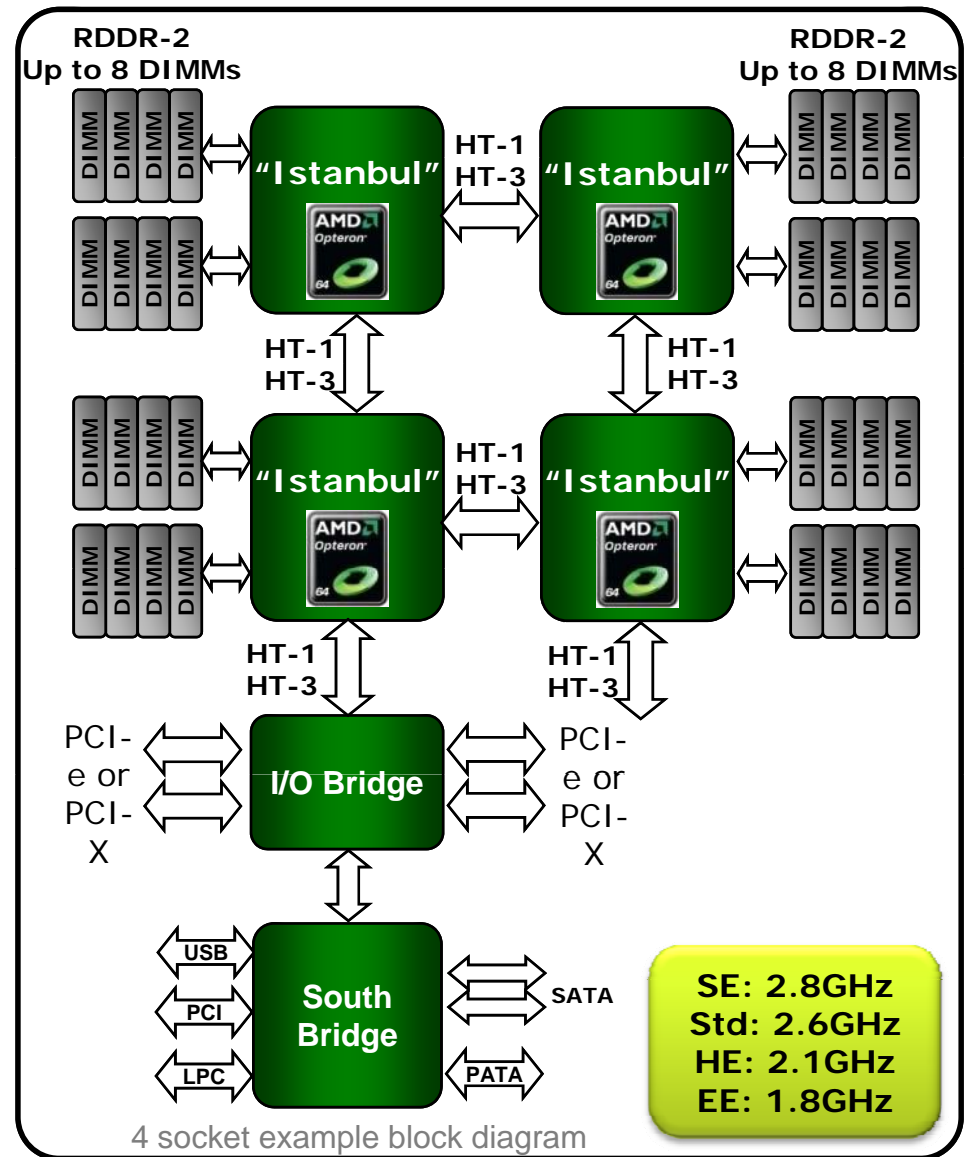 RDDR-2
Up to 8 DIMMs
RDDR-2
Up to 8 DIMMs
DIMM DIMM DIMM DIMM
DIMM DIMM DIMM DIMM
"Istanbul"
AMD
Opteron
64
HT-1
HT-3
"Istanbul"
AMD
Opteron
64
DIMM DIMM DIMM DIMM
DIMM DIMM DIMM DIMM
HT-1
HT-3
HT-1
HT-3
DIMM DIMM DIMM DIMM
DIMM DIMM DIMM DIMM
"Istanbul"
AMD
Opteron
64
HT-1
HT-3
"Istanbul"
AMD
Opteron
64
DIMM DIMM DIMM DIMM
DIMM DIMM DIMM DIMM
HT-1
HT-3
HT-1
HT-3
PCI-
e or
PCI-
X
I/O Bridge
PCI-
e or
PCI-
X
USB
PCI
LPC
South
Bridge
SATA
PATA
SE: 2.8GHz
Std: 2.6GHz
HE: 2.1GHz
EE: 1.8GHz
4 socket example block diagram